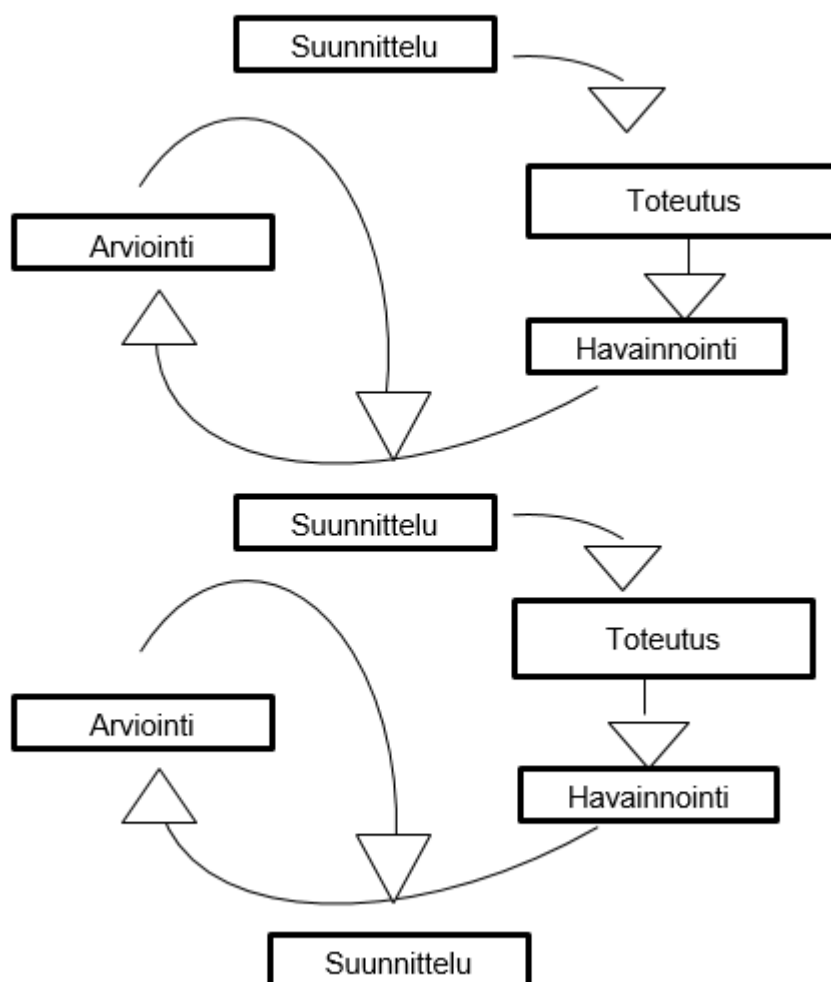 Suunnittelu
Toteutus
Havainnointi
Arviointi
Suunnittelu
Toteutus
Havainnointi
Arviointi
Suunnittelu